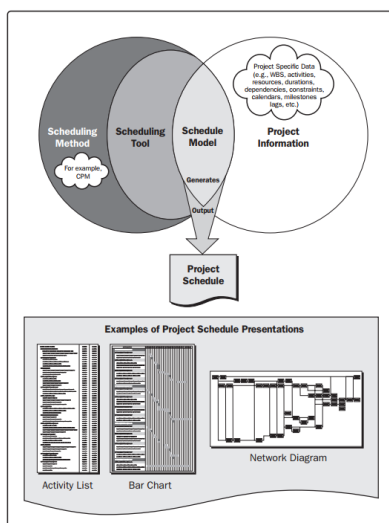 Project Specific Data
(e.g., WBS, activities,
resources, durations,
dependencies, constraints,
calendars, milestones
lags, etc.)
Scheduling
Method
Scheduling
Tool
Schedule
Model
Project
Information
For example,
CPM
Generates
Output
Project
Schedule
Examples of Project Schedule Presentations
Activity List
Bar Chart
Network Diagram